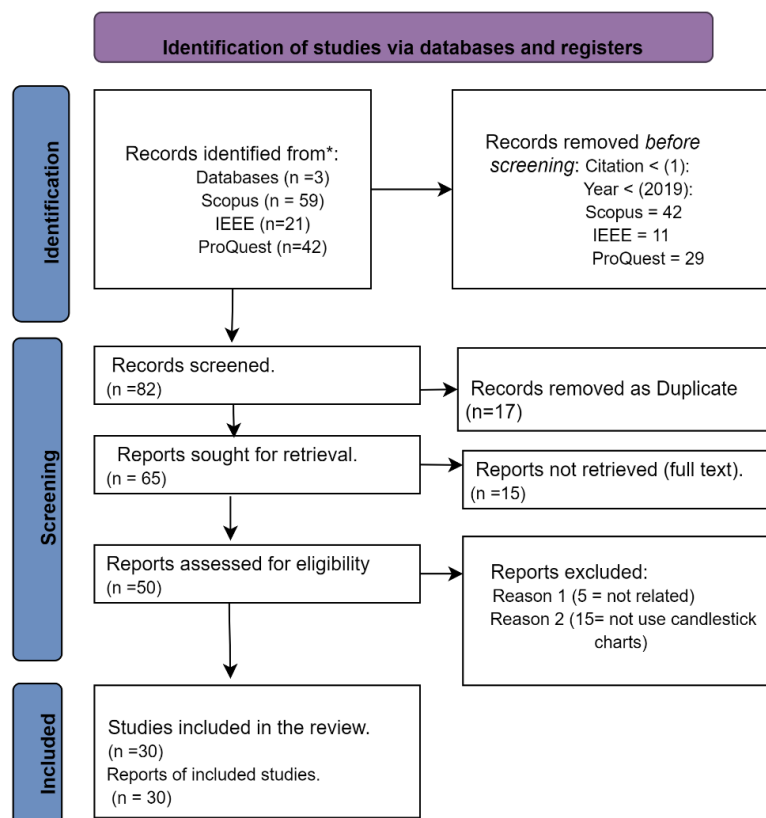 Identification of studies via databases and registers
Identification
Records identified from*:
Databases (n =3)
Scopus (n = 59)
IEEE (n=21)
ProQuest (n=42)
Records removed before
screening: Citation < (1):
Year < (2019):
Scopus = 42
IEEE = 11
ProQuest = 29
Screening
Records screened.
(n =82)
Records removed as Duplicate
(n=17)
Reports sought for retrieval.
(n = 65)
Reports not retrieved (full text).
(n =15)
Reports assessed for eligibility
(n =50)
Reports excluded:
Reason 1 (5 = not related)
Reason 2 (15= not use candlestick
charts)
Included
Studies included in the review.
(n =30)
Reports of included studies.
(n = 30)